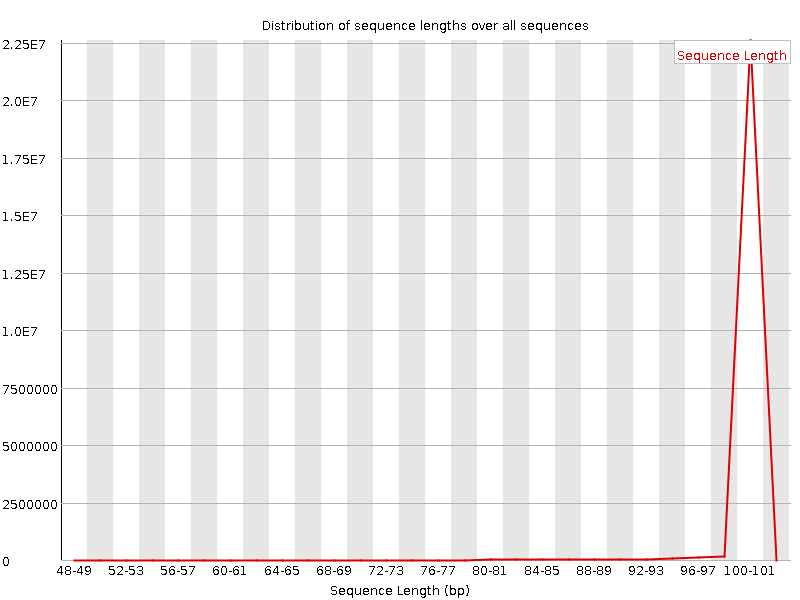 Distribution of sequence lengths over all sequences
2.25E7
Sequence Length
2.0E7
1.75E7
1.5E7
1.25E7
1.0E7
7500000
5000000
2500000
0
48-49 52-53 56-57 60-61 64-65 68-69 72-73 76-77 80-81 84-85 88-89 92-93 96-97 100-101
Sequence Length (bp)